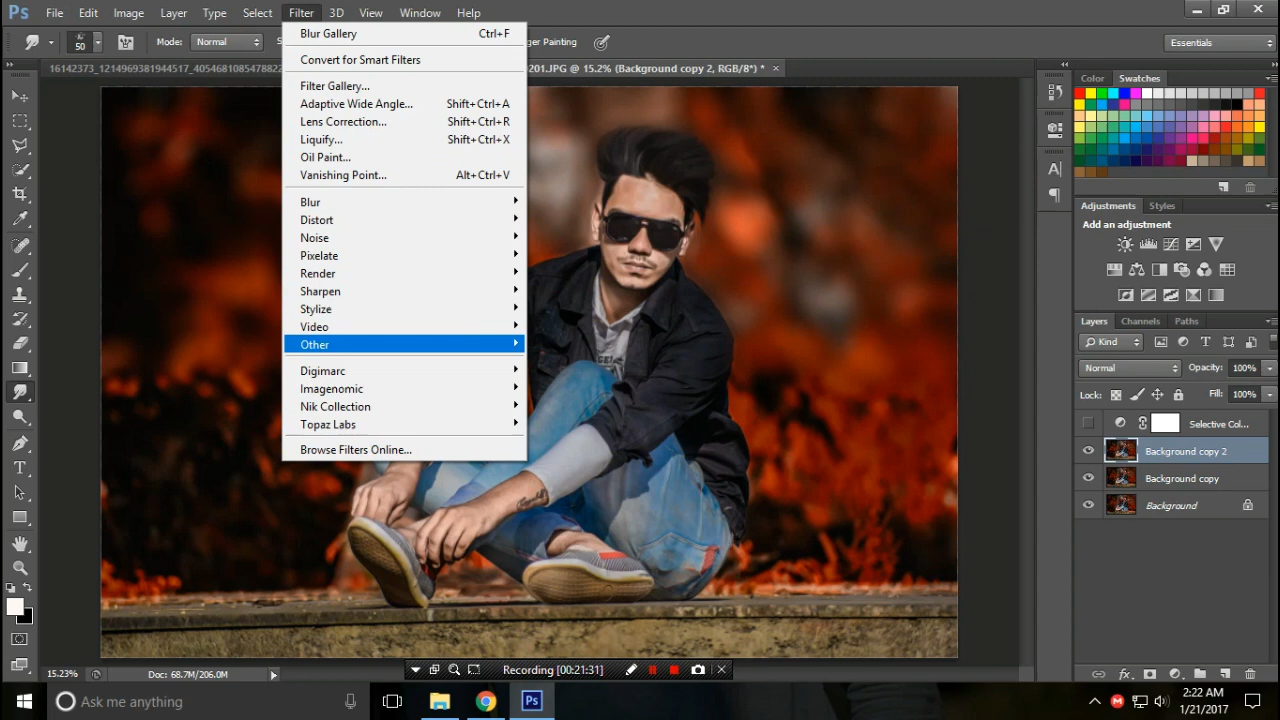 Ps File Edit Image Layer Type Select Filter 3D View Window Help
50 Mode: Normal nger Painting Essentials
16142373_1214969381944517_4054681085478822 201.JPG @ 15.2% (Background copy 2, RGB/8*) * ×
Blur Gallery Ctrl+F
Convert for Smart Filters
Filter Gallery...
Adaptive Wide Angle... Shift+Ctrl+A
Lens Correction... Shift+Ctrl+R
Liquify... Shift+Ctrl+X
Oil Paint...
Vanishing Point... Alt+Ctrl+V
Blur
Distort
Noise
Pixelate
Render
Sharpen
Stylize
Video
Other
Digimarc
Imagenomic
Nik Collection
Topaz Labs
Browse Filters Online...
Color Swatches
Adjustments Styles
Add an adjustment
Layers Channels Paths
Kind
Normal Opacity: 100%
Lock: Fill: 100%
Selective Col...
Background copy 2
Background copy
Background
15.23% Doc: 68.7M/206.0M
Recording [00:21:31]
Ask me anything
Ps
2:22 AM
1/21/2017